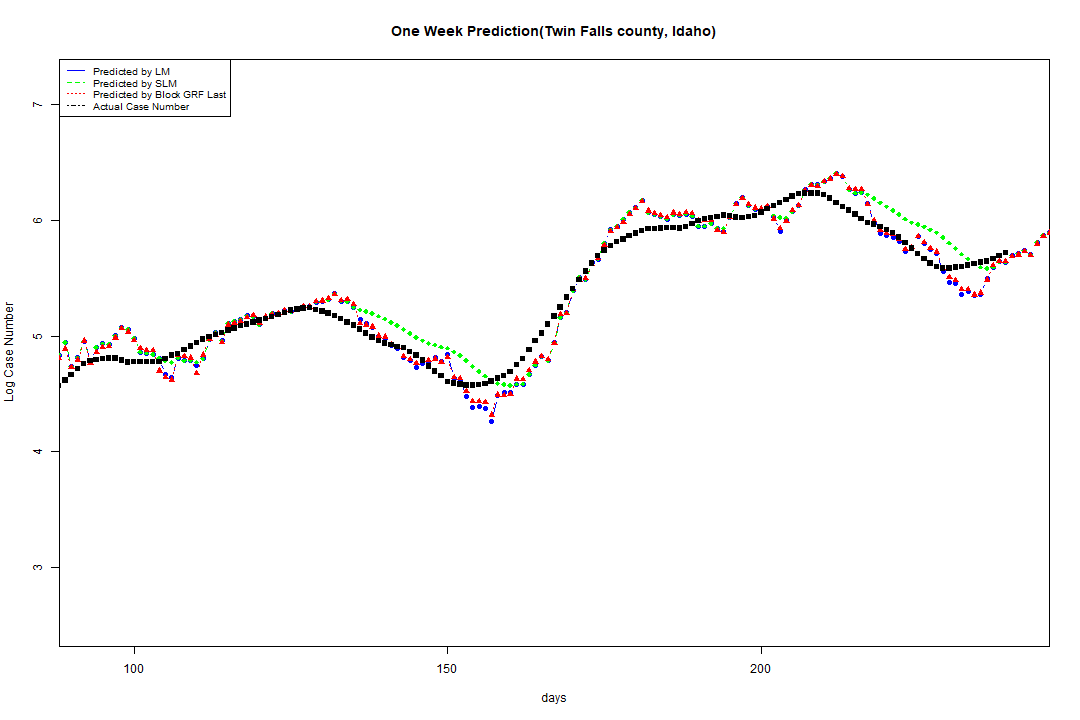 One Week Prediction(Twin Falls county, Idaho)
Predicted by LM
Predicted by SLM
Predicted by Block GRF Last
Actual Case Number
7
6
5
4
3
Log Case Number
100 150 200
days